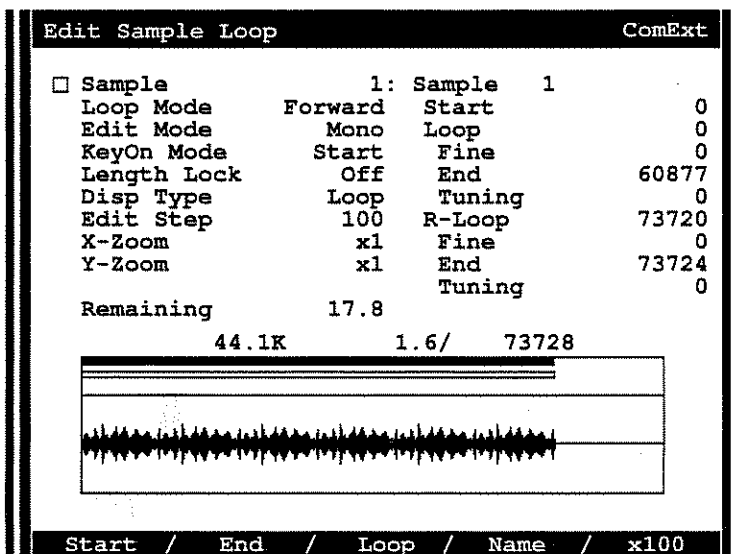 Edit Sample Loop ComExt
Sample 1: Sample 1
Loop Mode Forward Start 0
Edit Mode Mono Loop 0
KeyOn Mode Start Fine 0
Length Lock Off End 60877
Disp Type Loop Tuning 0
Edit Step 100 R-Loop 73720
X-Zoom x1 Fine 0
Y-Zoom x1 End 73724
Tuning 0
Remaining 17.8
44.1K 1.6/ 73728
Start / End / Loop / Name / x100